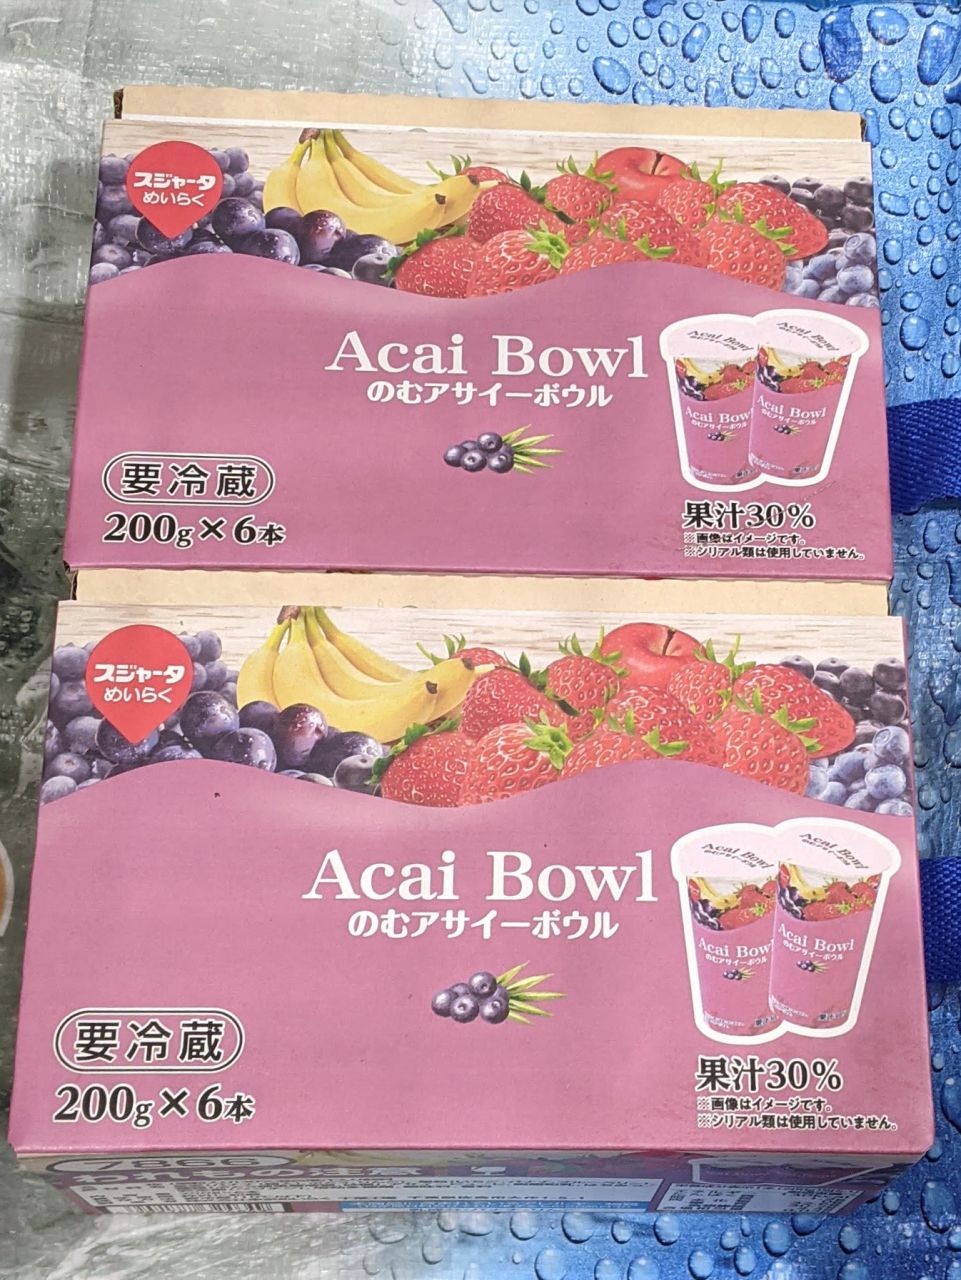 スジャータ
めいらく
Acai Bowl
のむアサイーボウル
要冷蔵
200g×6本
Acai Bowl
のむアサイーボウル
Acai Bowl
のむアサイーボウル
果汁30%
※画像はイメージです。
※シリアル類は使用していません。
スジャータ
めいらく
Acai Bowl
のむアサイーボウル
要冷蔵
200g×6本
Acai Bowl
のむアサイーボウル
Acai Bowl
のむアサイーボウル
果汁30%
※画像はイメージです。
※シリアル類は使用していません。
7866